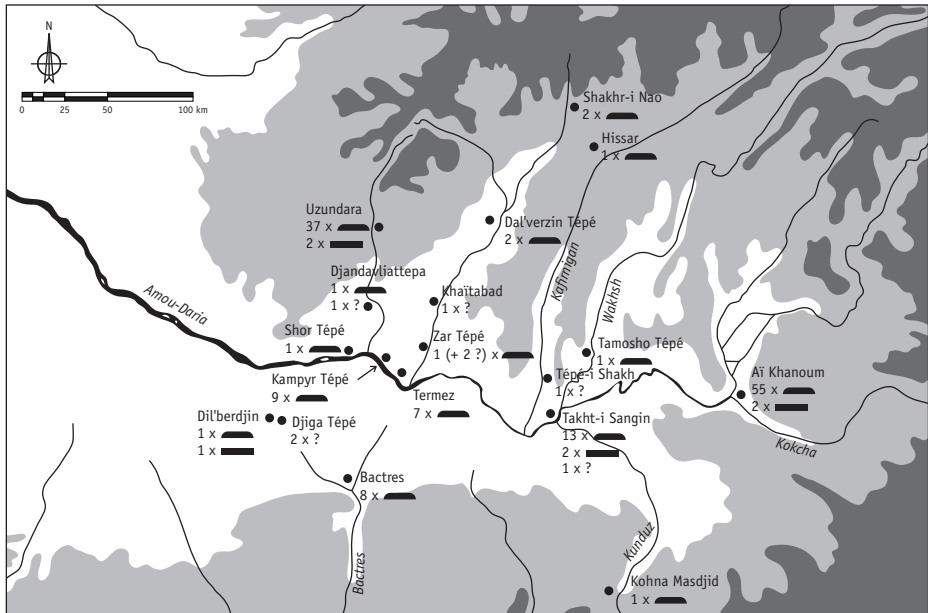 N
0 25 50 100 km
Shakhr-i Nao
2 x
Hissar
1 x
Uzundara
37 x
2 x
Dal'verzin Tépé
2 x
Djandavliattepa
1 x
1 x ?
Khaïtabad
1 x ?
Kafirnigan
Wakhsh
Amou-Daria
Shor Tépé
1 x
Zar Tépé
1 (+ 2 ?) x
Tamosho Tépé
1 x
Kampyr Tépé
9 x
Termez
7 x
Tépé-i Shakh
1 x ?
Aï Khanoum
55 x
2 x
Dil'berdjin
1 x
1 x
Djiga Tépé
2 x ?
Takht-i Sangin
13 x
2 x
1 x ?
Kokcha
Bactres
8 x
Bactres
Kunduz
Kohna Masdjid
1 x